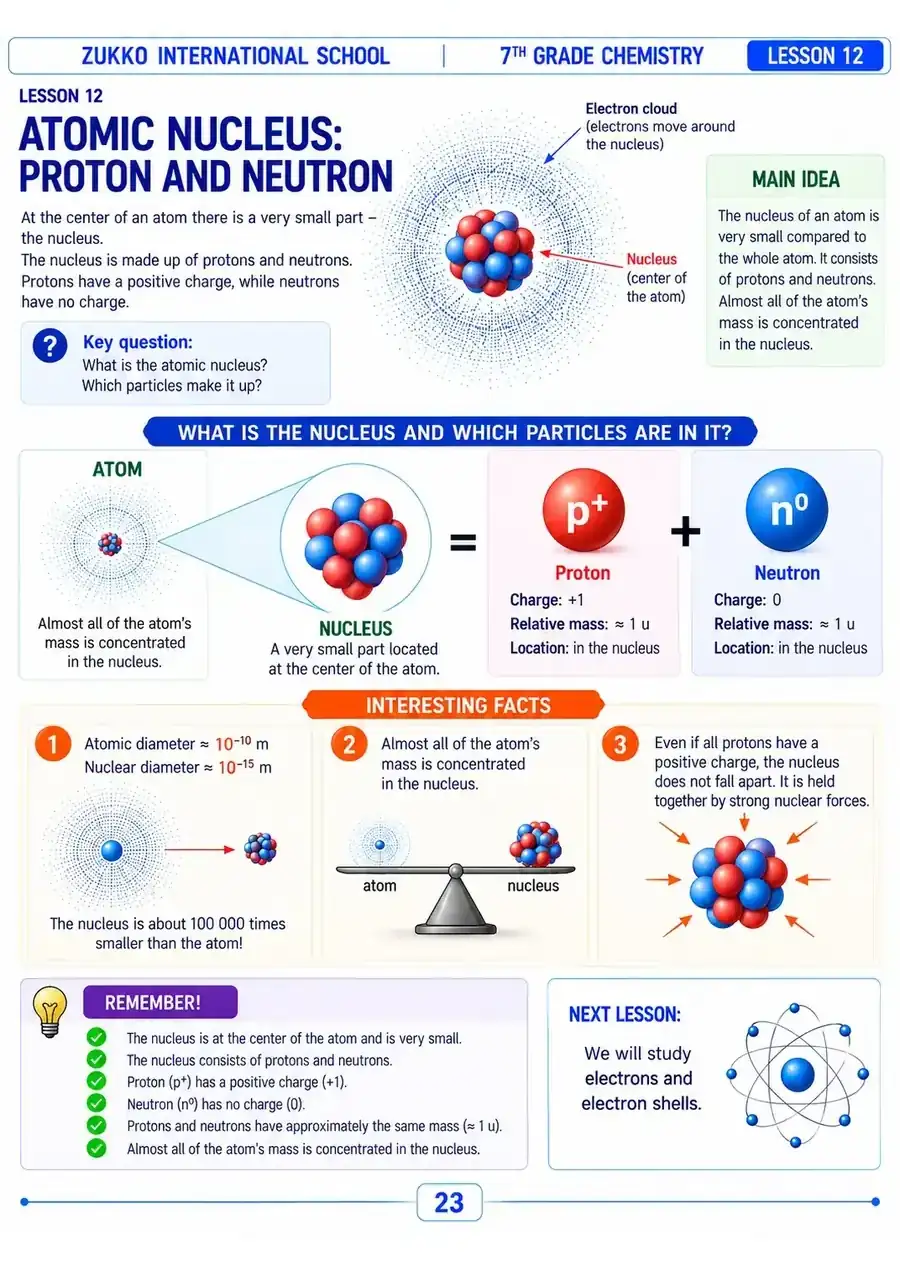 ZUKKO INTERNATIONAL SCHOOL | 7TH GRADE CHEMISTRY LESSON 12
LESSON 12
ATOMIC NUCLEUS:
PROTON AND NEUTRON
At the center of an atom there is a very small part –
the nucleus.
The nucleus is made up of protons and neutrons.
Protons have a positive charge, while neutrons
have no charge.
? Key question:
What is the atomic nucleus?
Which particles make it up?
Electron cloud
(electrons move around
the nucleus)
Nucleus
(center of
the atom)
MAIN IDEA
The nucleus of an atom is
very small compared to
the whole atom. It consists
of protons and neutrons.
Almost all of the atom's
mass is concentrated
in the nucleus.
WHAT IS THE NUCLEUS AND WHICH PARTICLES ARE IN IT?
ATOM
Almost all of the atom's
mass is concentrated
in the nucleus.
NUCLEUS
A very small part located
at the center of the atom.
=
p⁺
Proton
Charge: +1
Relative mass: ≈ 1 u
Location: in the nucleus
+
n⁰
Neutron
Charge: 0
Relative mass: ≈ 1 u
Location: in the nucleus
INTERESTING FACTS
1 Atomic diameter ≈ 10⁻¹⁰ m
Nuclear diameter ≈ 10⁻¹⁵ m
The nucleus is about 100 000 times
smaller than the atom!
2 Almost all of the atom's
mass is concentrated
in the nucleus.
atom nucleus
3 Even if all protons have a
positive charge, the nucleus
does not fall apart. It is held
together by strong nuclear forces.
REMEMBER!
The nucleus is at the center of the atom and is very small.
The nucleus consists of protons and neutrons.
Proton (p⁺) has a positive charge (+1).
Neutron (n⁰) has no charge (0).
Protons and neutrons have approximately the same mass (≈ 1 u).
Almost all of the atom's mass is concentrated in the nucleus.
NEXT LESSON:
We will study
electrons and
electron shells.
23